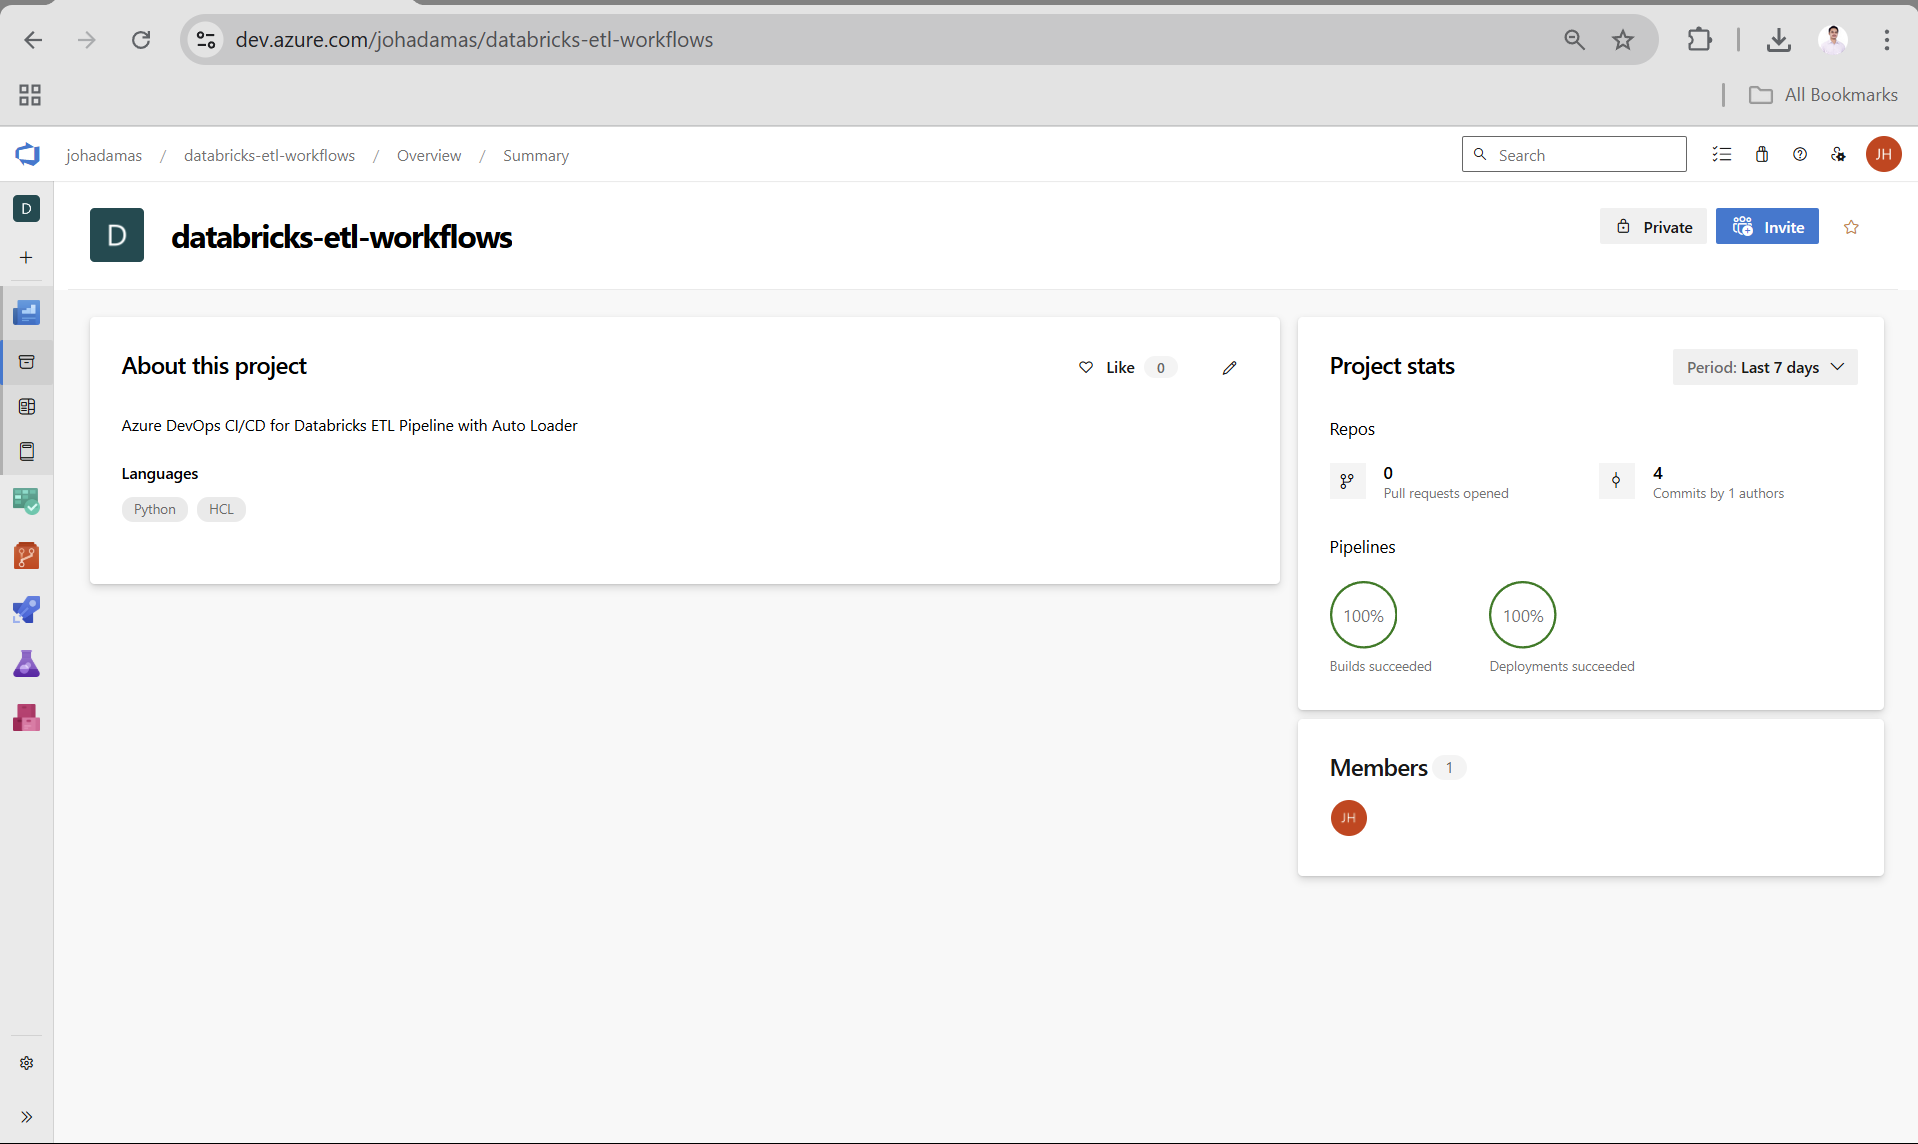 dev.azure.com/johadamas/databricks-etl-workflows
All Bookmarks
johadamas / databricks-etl-workflows / Overview / Summary
Search
JH
D
D
databricks-etl-workflows
Private
Invite
About this project
Like 0
Azure DevOps CI/CD for Databricks ETL Pipeline with Auto Loader
Languages
Python HCL
Project stats
Period: Last 7 days
Repos
0
Pull requests opened
4
Commits by 1 authors
Pipelines
100%
Builds succeeded
100%
Deployments succeeded
Members 1
JH